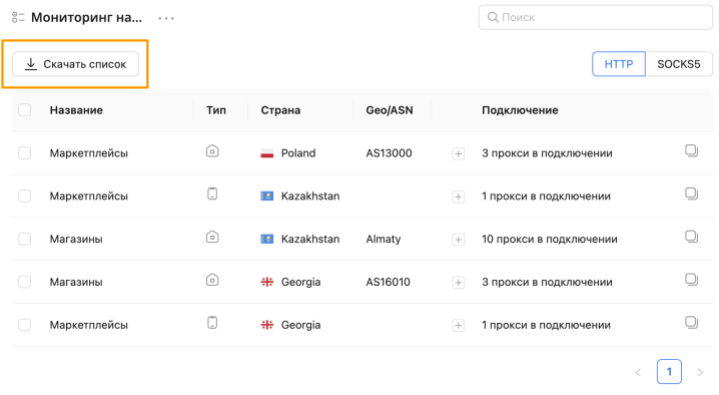 Мониторинг на... ···
Поиск
Скачать список
HTTP SOCKS5
Название Тип Страна Geo/ASN Подключение
Маркетплейсы Poland AS13000 3 прокси в подключении
Маркетплейсы Kazakhstan 1 прокси в подключении
Магазины Kazakhstan Almaty 10 прокси в подключении
Магазины Georgia AS16010 3 прокси в подключении
Маркетплейсы Georgia 1 прокси в подключении
< 1 >